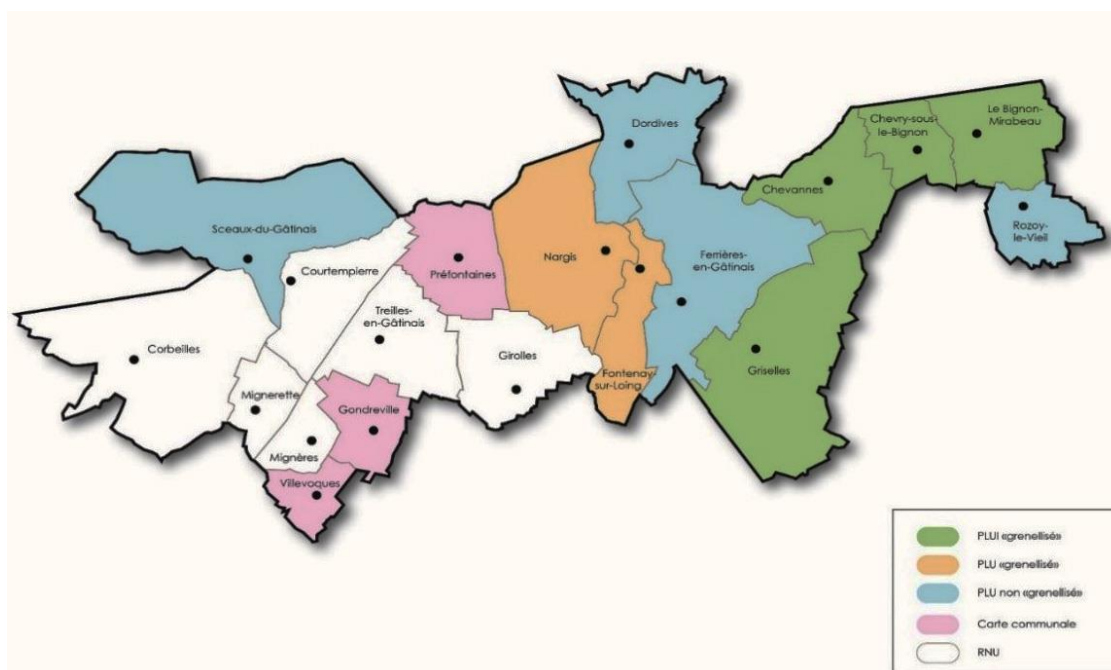 Dordives
Le Bignon-
Mirabeau
Chevry-sous-
le-Bignon
Chevannes
Rozoy-
le-Vieil
Sceaux-du-Gâtinais
Courtempierre
Préfontaines
Nargis
Ferrières-
en-Gâtinais
Treilles-
en-Gâtinais
Corbeilles
Girolles
Griselles
Fontenay-
sur-Loing
Mignerette
Gondreville
Mignères
Villevoques
PLUI «grenellisé»
PLU «grenellisé»
PLU non «grenellisé»
Carte communale
RNU